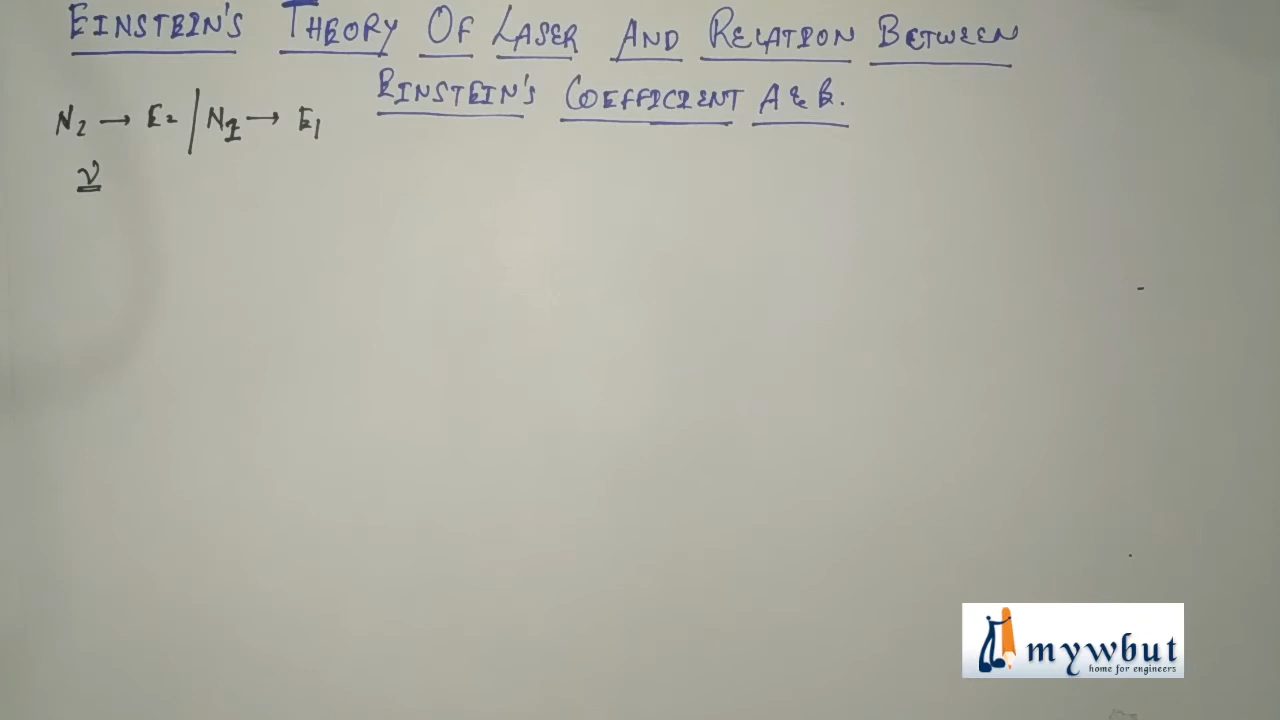 EINSTEIN'S THEORY OF LASER AND RELATION BETWEEN
EINSTEIN'S COEFFICIENT A & B.
N₂ → E₂ / N₁ → E₁
ν
mywbut
home for engineers